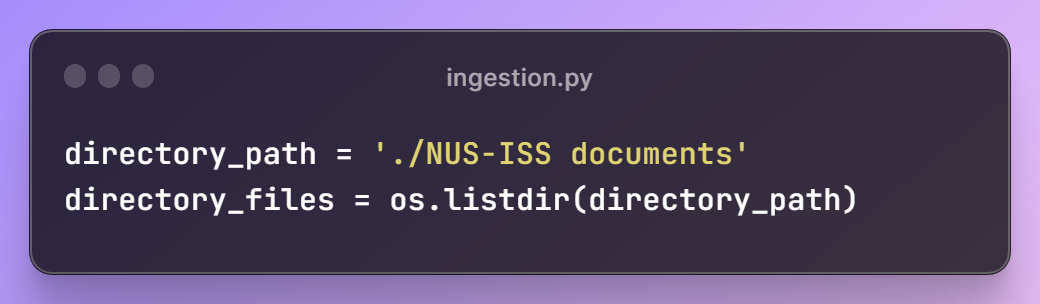 ingestion.py
directory_path = './NUS-ISS documents'
directory_files = os.listdir(directory_path)